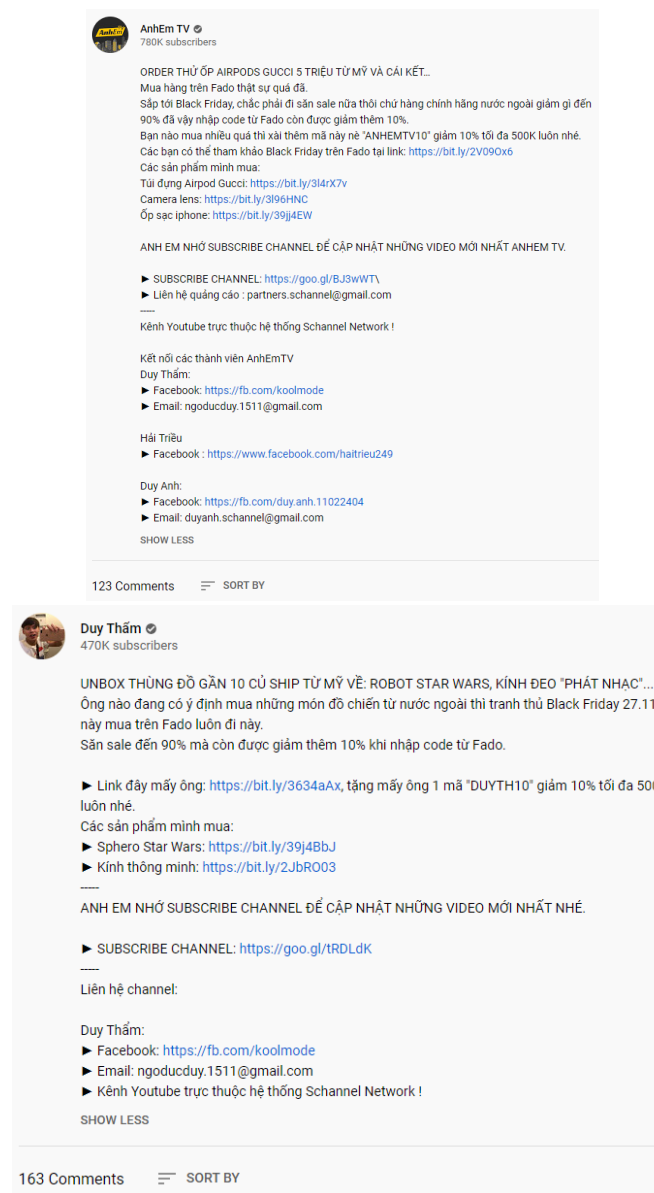 AnhEm
AnhEm TV
780K subscribers
ORDER THỬ ỐP AIRPODS GUCCI 5 TRIỆU TỪ MỸ VÀ CÁI KẾT...
Mua hàng trên Fado thật sự quá đã.
Sắp tới Black Friday, chắc phải đi săn sale nữa thôi chứ hàng chính hãng nước ngoài giảm gì đến
90% đã vậy nhập code từ Fado còn được giảm thêm 10%.
Bạn nào mua nhiều quá thì xài thêm mã này nè "ANHEMTV10" giảm 10% tối đa 500K luôn nhé.
Các bạn có thể tham khảo Black Friday trên Fado tại link: https://bit.ly/2V09Ox6
Các sản phẩm mình mua:
Túi đựng Airpod Gucci: https://bit.ly/3l4rX7v
Camera lens: https://bit.ly/3l96HNC
Ốp sạc iphone: https://bit.ly/39jj4EW
ANH EM NHỚ SUBSCRIBE CHANNEL ĐỂ CẬP NHẬT NHỮNG VIDEO MỚI NHẤT ANHEM TV.
► SUBSCRIBE CHANNEL: https://goo.gl/BJ3wWT\
► Liên hệ quảng cáo : partners.schannel@gmail.com
-----
Kênh Youtube trực thuộc hệ thống Schannel Network !
Kết nối các thành viên AnhEmTV
Duy Thẩm:
► Facebook: https://fb.com/koolmode
► Email: ngoducduy.1511@gmail.com
Hải Triều
► Facebook : https://www.facebook.com/haitrieu249
Duy Anh:
► Facebook: https://fb.com/duy.anh.11022404
► Email: duyanh.schannel@gmail.com
SHOW LESS
123 Comments SORT BY
Duy Thẩm
470K subscribers
UNBOX THÙNG ĐỒ GẦN 10 CỦ SHIP TỪ MỸ VỀ: ROBOT STAR WARS, KÍNH ĐEO "PHÁT NHẠC"...
Ông nào đang có ý định mua những món đồ chiến từ nước ngoài thì tranh thủ Black Friday 27.11
này mua trên Fado luôn đi này.
Săn sale đến 90% mà còn được giảm thêm 10% khi nhập code từ Fado.
► Link đây mấy ông: https://bit.ly/3634aAx, tặng mấy ông 1 mã "DUYTH10" giảm 10% tối đa
luôn nhé.
Các sản phẩm mình mua:
► Sphero Star Wars: https://bit.ly/39j4BbJ
► Kính thông minh: https://bit.ly/2JbRO03
-----
ANH EM NHỚ SUBSCRIBE CHANNEL ĐỂ CẬP NHẬT NHỮNG VIDEO MỚI NHẤT NHÉ.
► SUBSCRIBE CHANNEL: https://goo.gl/tRDLdK
-----
Liên hệ channel:
Duy Thẩm:
► Facebook: https://fb.com/koolmode
► Email: ngoducduy.1511@gmail.com
► Kênh Youtube trực thuộc hệ thống Schannel Network !
SHOW LESS
163 Comments SORT BY